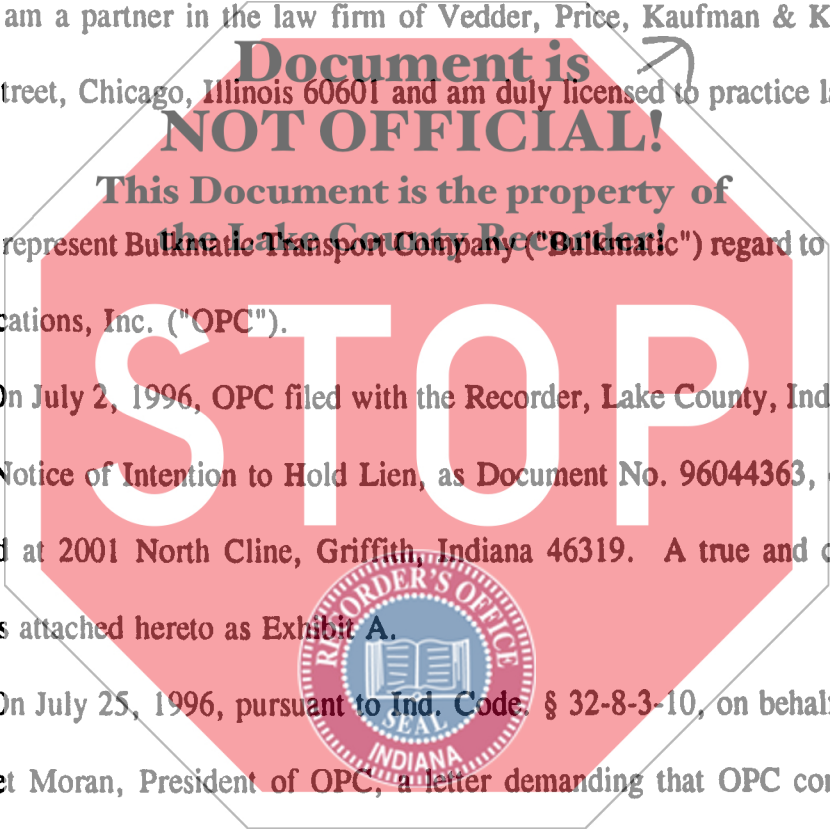 am a partner in the law firm of Vedder, Price, Kaufman & K
Document is
treet, Chicago, Illinois 60601 and am duly licensed to practice
NOT OFFICIAL!
This Document is the property of
the Lake County Recorder!
represent Bulkmatic Transport Company ("Bulkmatic") regard to
cations, Inc. ("OPC").
STOP
On July 2, 1996, OPC filed with the Recorder, Lake County, Ind
Notice of Intention to Hold Lien, as Document No. 96044363,
at 2001 North Cline, Griffith, Indiana 46319. A true and
attached hereto as Exhibit A.
RECORDER'S OFFICE
SEAL
INDIANA
On July 25, 1996, pursuant to Ind. Code. § 32-8-3-10, on behal
et Moran, President of OPC, a letter demanding that OPC